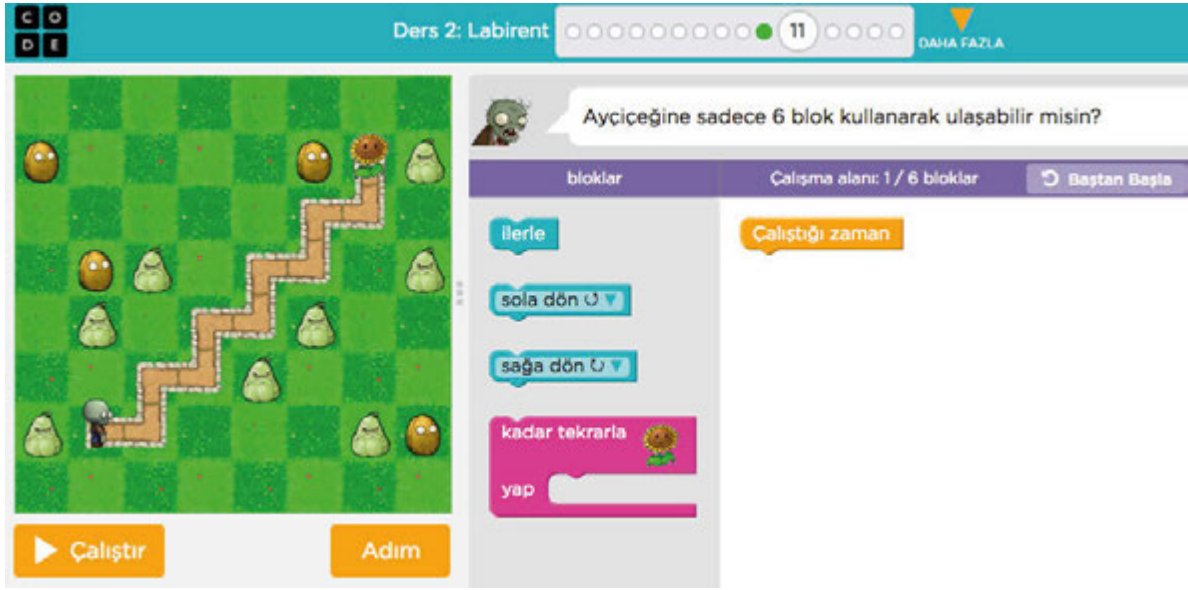 C O
D E
Ders 2: Labirent
11
DAHA FAZLA
Ayçiçeğine sadece 6 blok kullanarak ulaşabilir misin?
bloklar
Çalışma alanı: 1 / 6 bloklar
Baştan Başla
ilerle
Çalıştığı zaman
sola dön
sağa dön
kadar tekrarla
yap
Çalıştır
Adım